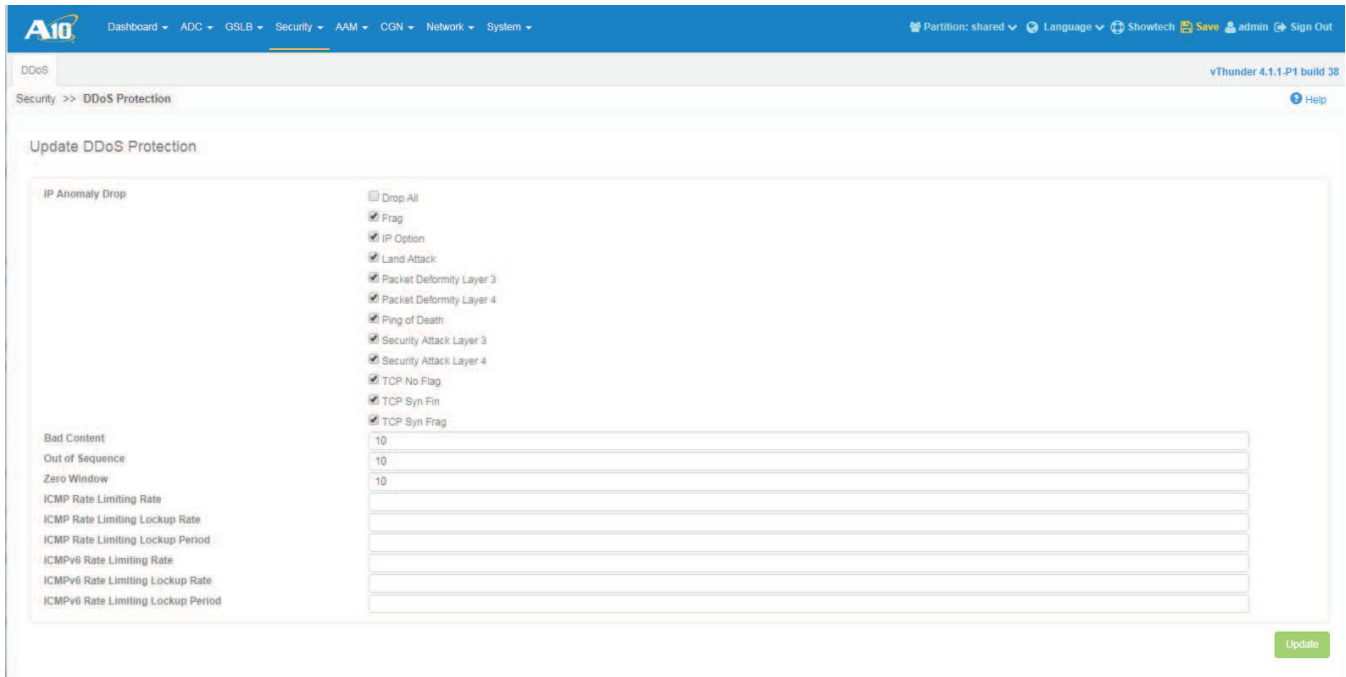 A10 Dashboard ADC GSLB Security AAM CGN Network System Partition: shared Language Showtech Save admin Sign Out
DDoS vThunder 4.1.1-P1 build 38
Security >> DDoS Protection Help
Update DDoS Protection
IP Anomaly Drop Drop All
Frag
IP Option
Land Attack
Packet Deformity Layer 3
Packet Deformity Layer 4
Ping of Death
Security Attack Layer 3
Security Attack Layer 4
TCP No Flag
TCP Syn Fin
TCP Syn Frag
Bad Content 10
Out of Sequence 10
Zero Window 10
ICMP Rate Limiting Rate
ICMP Rate Limiting Lockup Rate
ICMP Rate Limiting Lockup Period
ICMPv6 Rate Limiting Rate
ICMPv6 Rate Limiting Lockup Rate
ICMPv6 Rate Limiting Lockup Period
Update